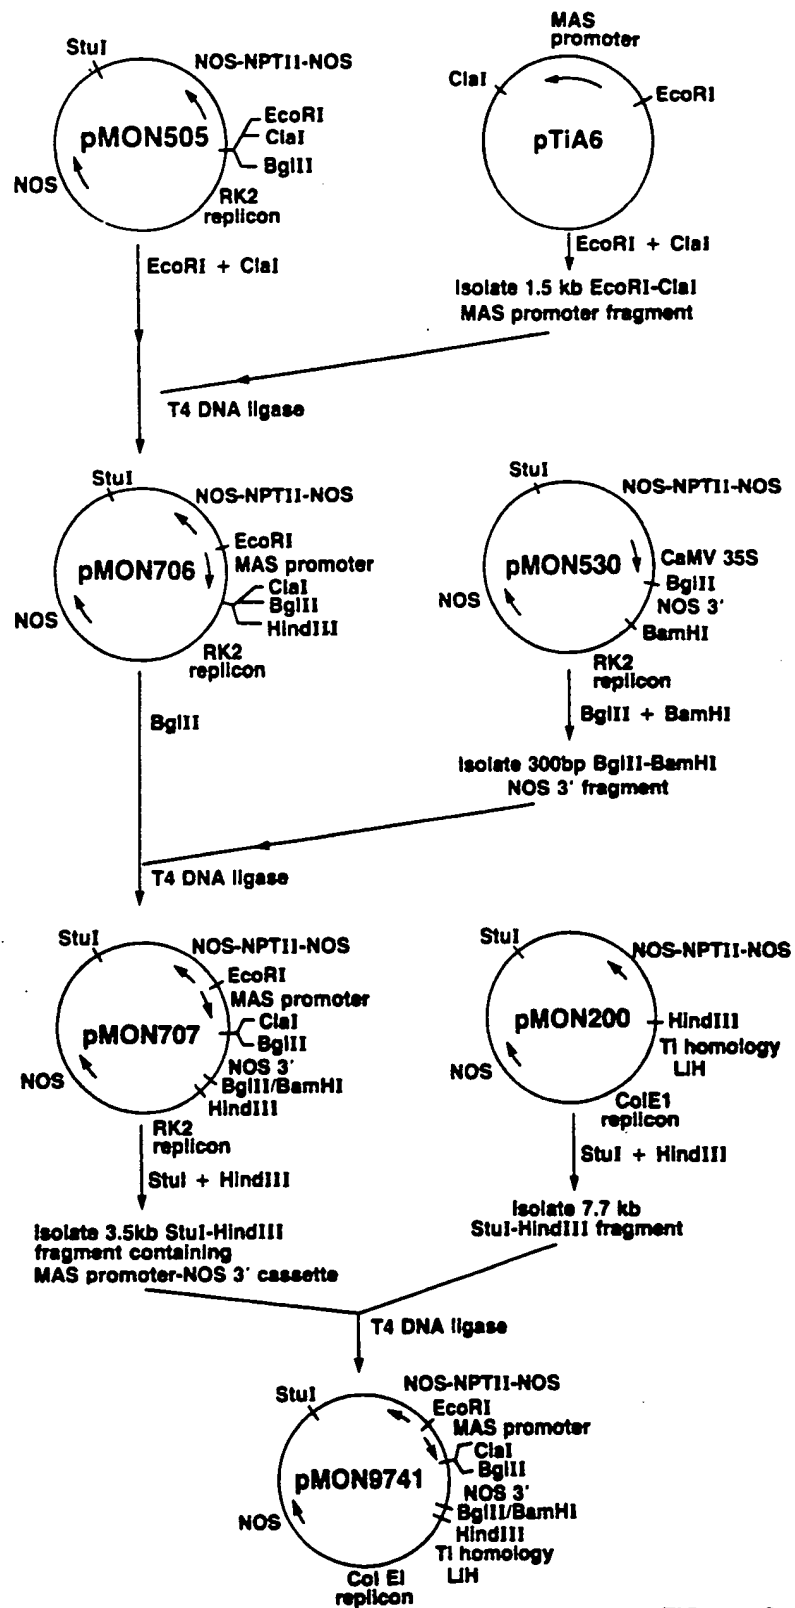 MAS
promoter
StuI
NOS-NPTII-NOS
EcoRI
ClaI
BglII
pMON505
NOS
RK2
replicon
ClaI
EcoRI
pTiA6
EcoRI + ClaI
EcoRI + ClaI
Isolate 1.5 kb EcoRI-ClaI
MAS promoter fragment
T4 DNA ligase
StuI
NOS-NPTII-NOS
EcoRI
MAS promoter
pMON706
ClaI
BglII
HindIII
NOS
RK2
replicon
StuI
NOS-NPTII-NOS
pMON530
CaMV 35S
BglII
NOS 3'
BamHI
NOS
RK2
replicon
BglII
BglII + BamHI
Isolate 300bp BglII-BamHI
NOS 3' fragment
T4 DNA ligase
StuI
NOS-NPTII-NOS
EcoRI
MAS promoter
ClaI
BglII
pMON707
NOS 3'
BglII/BamHI
HindIII
NOS
RK2
replicon
StuI
NOS-NPTII-NOS
pMON200
HindIII
Ti homology
LIH
NOS
ColE1
replicon
StuI + HindIII
StuI + HindIII
Isolate 3.5kb StuI-HindIII
fragment containing
MAS promoter-NOS 3' cassette
Isolate 7.7 kb
StuI-HindIII fragment
T4 DNA ligase
StuI
NOS-NPTII-NOS
EcoRI
MAS promoter
ClaI
BglII
pMON9741
NOS 3'
BglII/BamHI
HindIII
Ti homology
LIH
NOS
Col EI
replicon